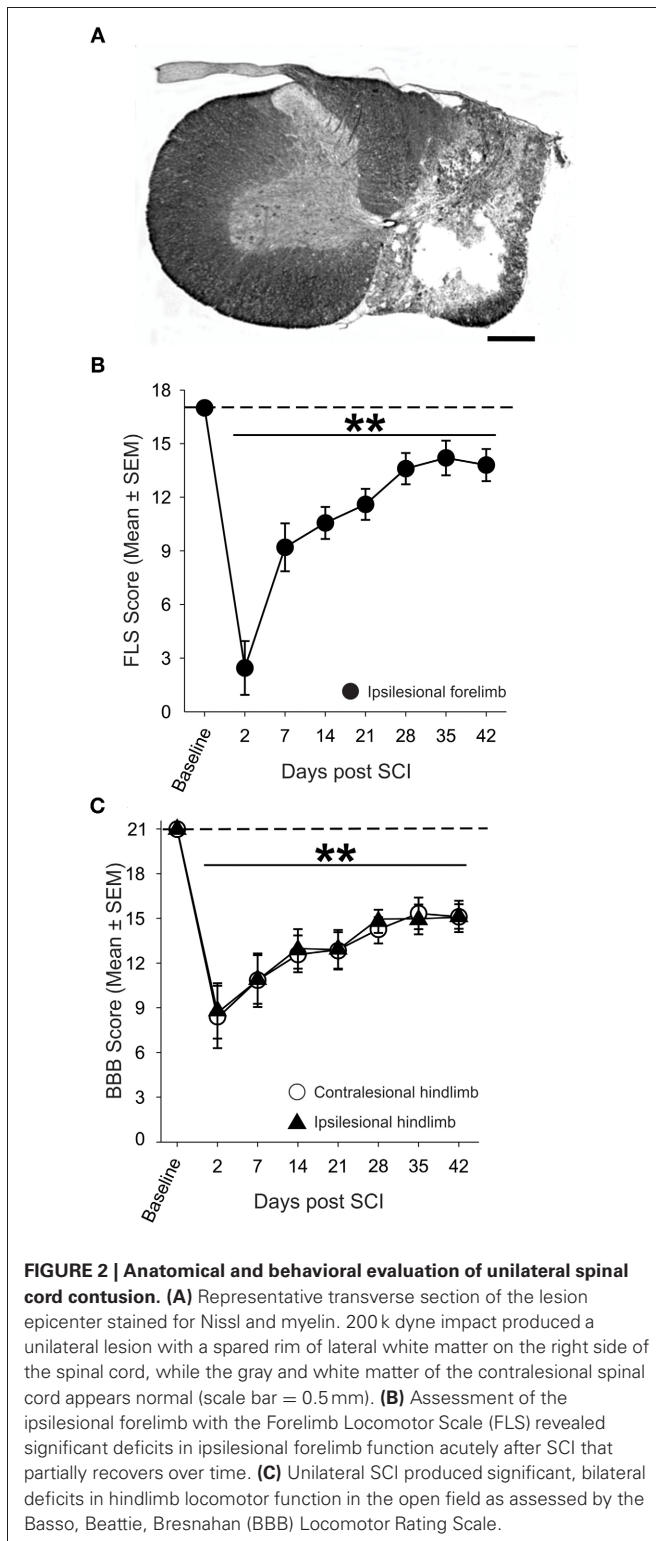 A
B
18
15
12
9
6
3
0
FLS Score (Mean ± SEM)
**
Ipsilesional forelimb
Baseline 2 7 14 21 28 35 42
Days post SCI
C
21
18
15
12
9
6
3
0
BBB Score (Mean ± SEM)
**
Contralesional hindlimb
Ipsilesional hindlimb
Baseline 2 7 14 21 28 35 42
Days post SCI
FIGURE 2 | Anatomical and behavioral evaluation of unilateral spinal
cord contusion. (A) Representative transverse section of the lesion
epicenter stained for Nissl and myelin. 200 k dyne impact produced a
unilateral lesion with a spared rim of lateral white matter on the right side of
the spinal cord, while the gray and white matter of the contralesional spinal
cord appears normal (scale bar = 0.5 mm). (B) Assessment of the
ipsilesional forelimb with the Forelimb Locomotor Scale (FLS) revealed
significant deficits in ipsilesional forelimb function acutely after SCI that
partially recovers over time. (C) Unilateral SCI produced significant, bilateral
deficits in hindlimb locomotor function in the open field as assessed by the
Basso, Beattie, Bresnahan (BBB) Locomotor Rating Scale.